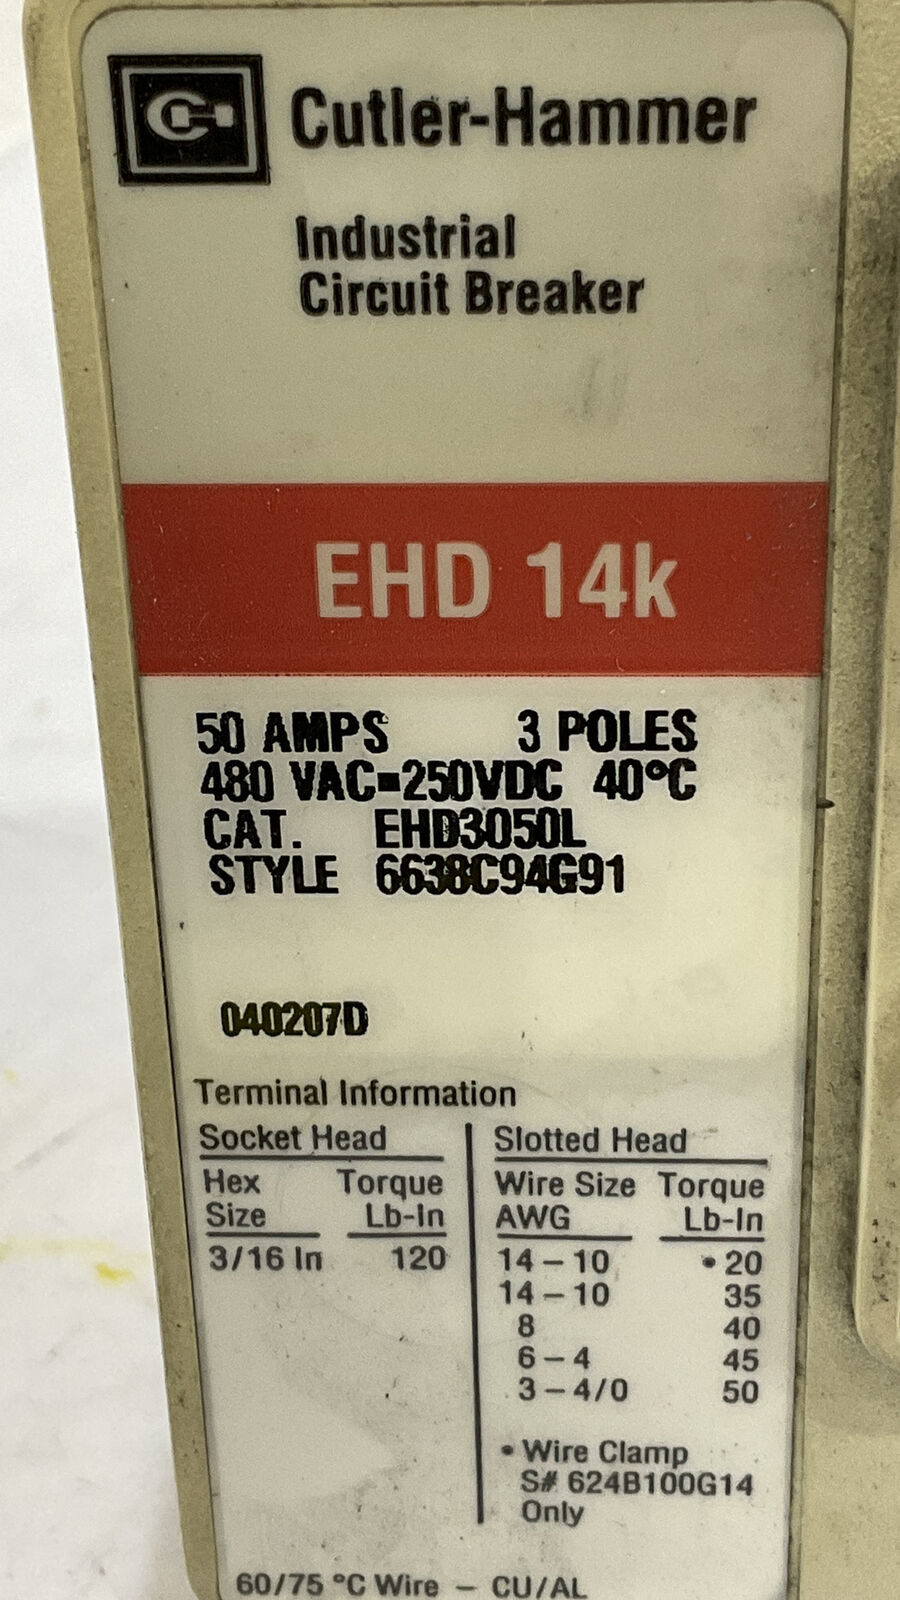 Cutler-Hammer
Industrial
Circuit Breaker
EHD 14k
50 AMPS 3 POLES
480 VAC=250VDC 40°C
CAT. EHD3050L
STYLE 6638C94G91
040207D
Terminal Information
Socket Head
Hex Torque
Size Lb-In
3/16 In 120
Slotted Head
Wire Size Torque
AWG Lb-In
14 – 10 • 20
14 – 10 35
8 40
6 – 4 45
3 – 4/0 50
• Wire Clamp
S# 624B100G14
Only
60/75 °C Wire – CU/AL